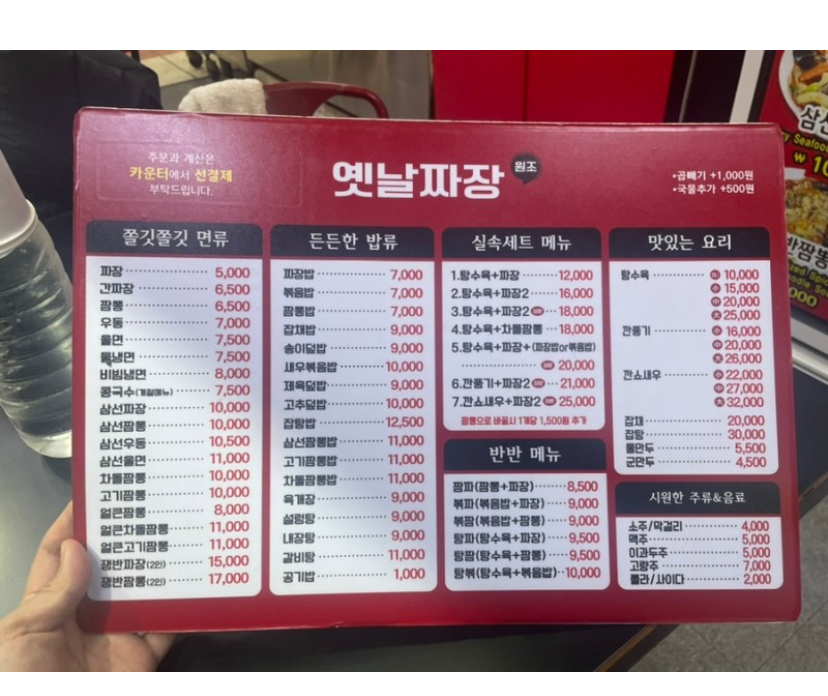 주문과 계산은
카운터에서 선결제
부탁드립니다.
옛날짜장 원조
•곱빼기 +1,000원
•국물추가 +500원
쫄깃쫄깃 면류
짜장 5,000
간짜장 6,500
짬뽕 6,500
우동 7,000
울면 7,500
물냉면 7,500
비빔냉면 8,000
콩국수(계절메뉴) 7,500
삼선짜장 10,000
삼선짬뽕 10,000
삼선우동 10,500
삼선울면 11,000
차돌짬뽕 10,000
고기짬뽕 10,000
얼큰짬뽕 8,000
얼큰차돌짬뽕 11,000
얼큰고기짬뽕 11,000
쟁반짜장(2인) 15,000
쟁반짬뽕(2인) 17,000
든든한 밥류
짜장밥 7,000
볶음밥 7,000
짬뽕밥 7,000
잡채밥 9,000
송이덮밥 9,000
새우볶음밥 10,000
제육덮밥 9,000
고추덮밥 10,000
잡탕밥 12,500
삼선짬뽕밥 11,000
고기짬뽕밥 11,000
차돌짬뽕밥 11,000
육개장 9,000
설렁탕 9,000
내장탕 9,000
갈비탕 11,000
공기밥 1,000
실속세트 메뉴
1.탕수육+짜장 12,000
2.탕수육+짜장2 16,000
3.탕수육+짜장2 18,000
4.탕수육+차돌짬뽕 18,000
5.탕수육+짜장+(짜장밥or볶음밥)
20,000
6.깐풍기+짜장2 21,000
7.깐쇼새우+짜장2 25,000
짬뽕으로 바꿀시 1개당 1,500원 추가
반반 메뉴
짬짜(짬뽕+짜장) 8,500
볶짜(볶음밥+짜장) 9,000
볶짬(볶음밥+짬뽕) 9,000
탕짜(탕수육+짜장) 9,500
탕짬(탕수육+짬뽕) 9,500
탕볶(탕수육+볶음밥) 10,000
맛있는 요리
탕수육 10,000
小 15,000
中 20,000
大 25,000
깐풍기 小 16,000
中 20,000
大 26,000
깐쇼새우 小 22,000
中 27,000
大 32,000
잡채 20,000
잡탕 30,000
물만두 5,500
군만두 4,500
시원한 주류&음료
소주/막걸리 4,000
맥주 5,000
이과두주 5,000
고량주 7,000
콜라/사이다 2,000
삼선
Seafoo
₩ 10
짬뽕
000